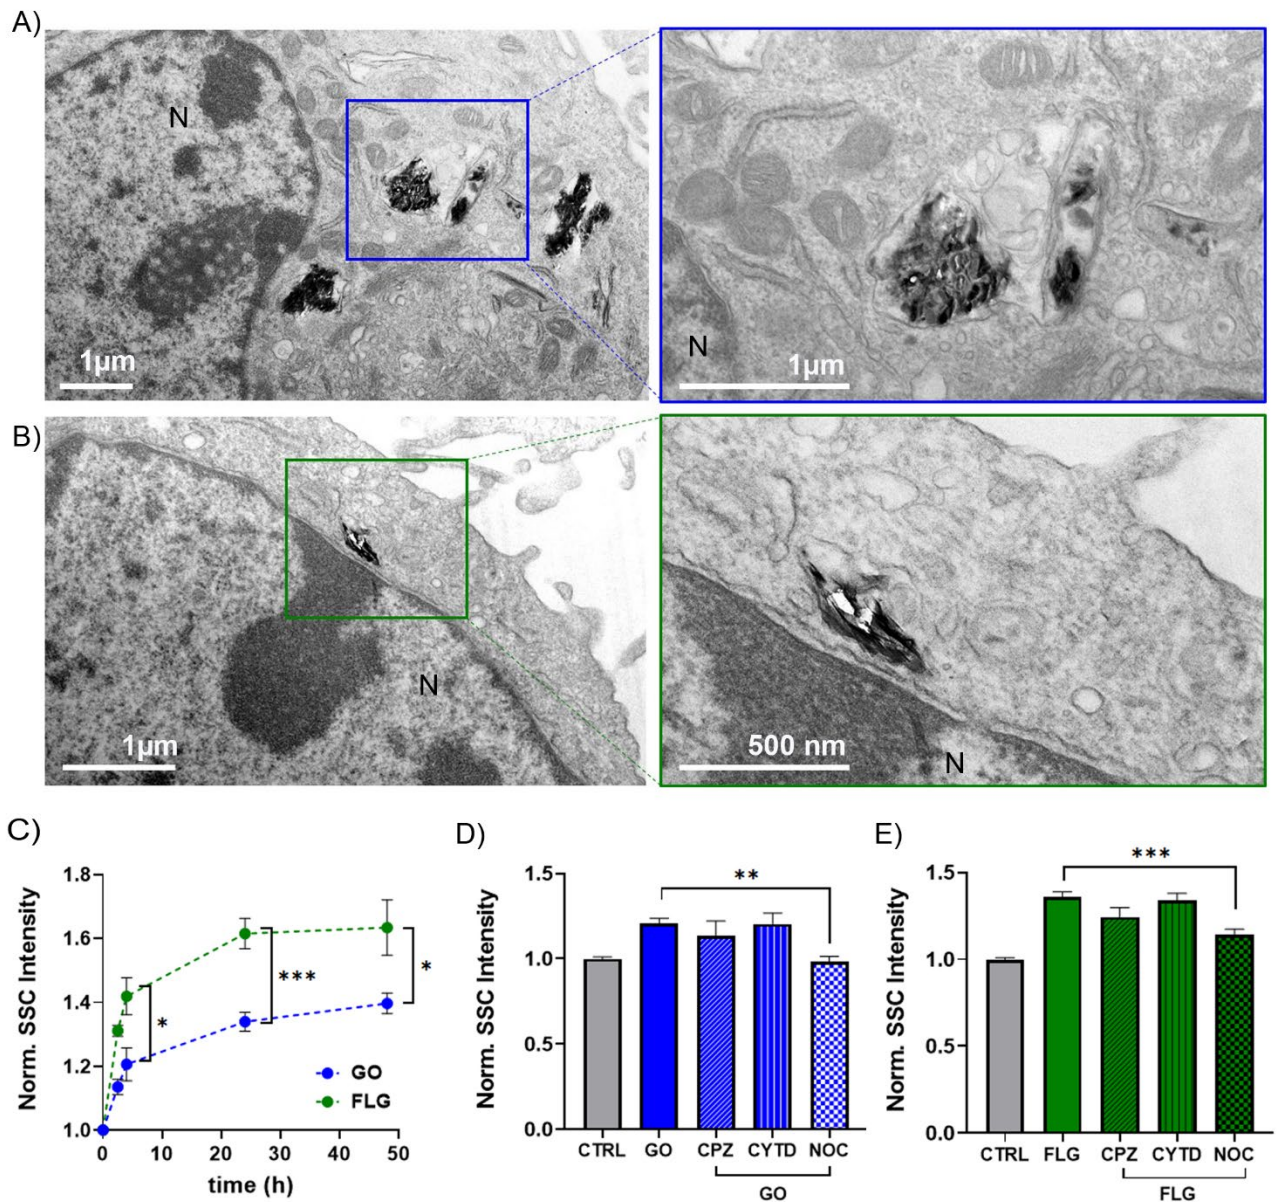 A)
N
1µm
N
1µm
B)
N
1µm
500 nm
N
C)
Norm. SSC Intensity
1.8
1.6
1.4
1.2
1.0
*
***
*
GO
FLG
0 10 20 30 40 50
time (h)
D)
Norm. SSC Intensity
1.5
1.0
0.5
0.0
**
CTRL GO CPZ CYTD NOC
GO
E)
Norm. SSC Intensity
1.5
1.0
0.5
0.0
***
CTRL FLG CPZ CYTD NOC
FLG